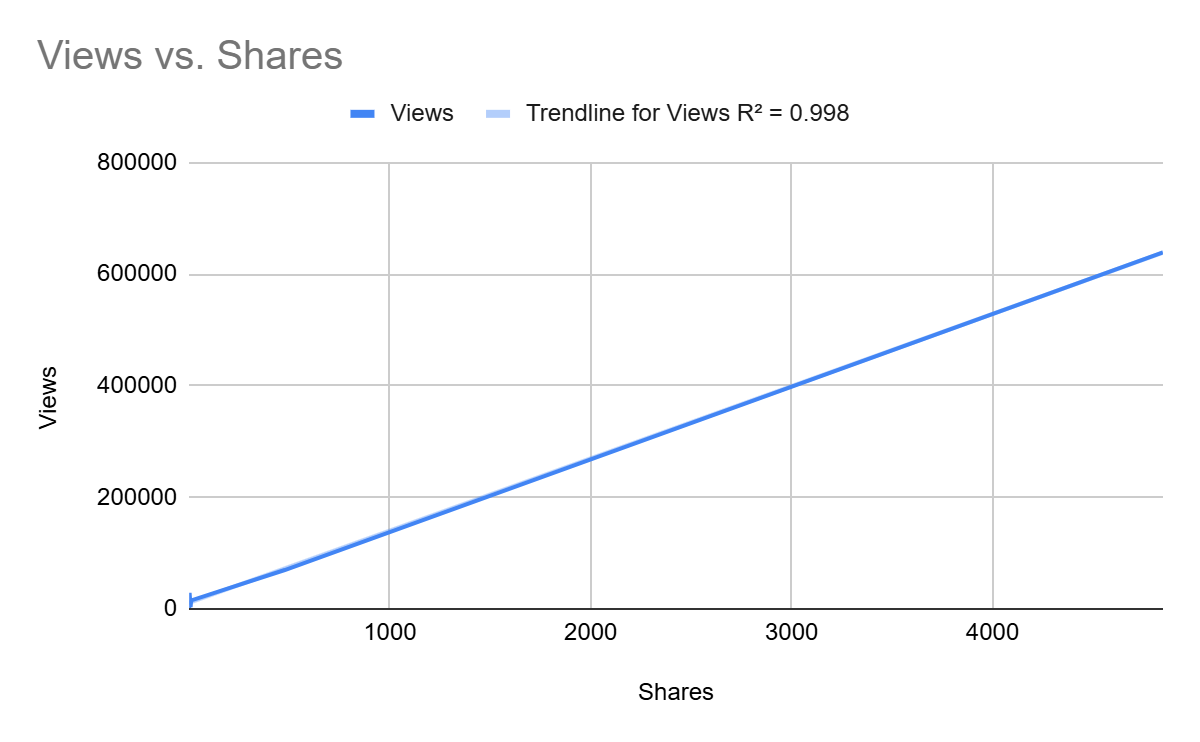 Views vs. Shares
Views Trendline for Views R² = 0.998
800000
600000
400000
200000
0
Views
1000 2000 3000 4000
Shares